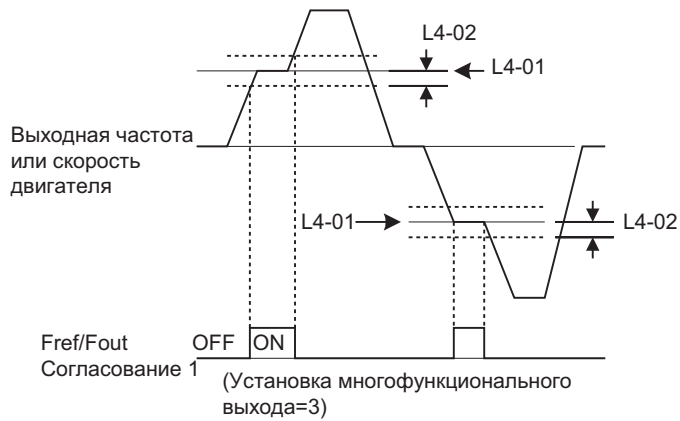 L4-02
L4-01
Выходная частота
или скорость
двигателя
L4-01
L4-02
Fref/Fout OFF ON
Согласование 1
(Установка многофункционального
выхода=3)